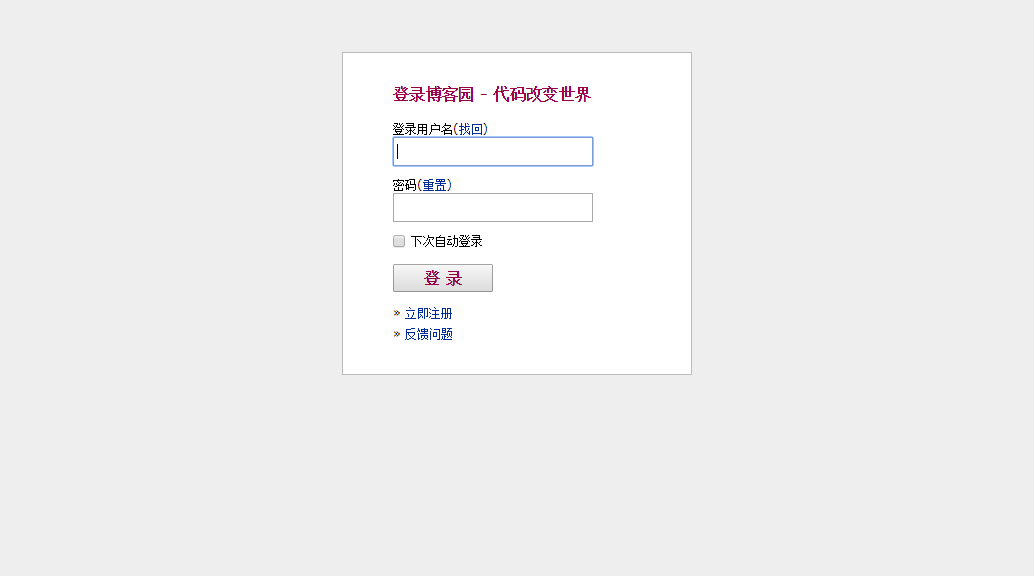 登录博客园 - 代码改变世界
登录用户名(找回)
密码(重置)
下次自动登录
登 录
» 立即注册
» 反馈问题